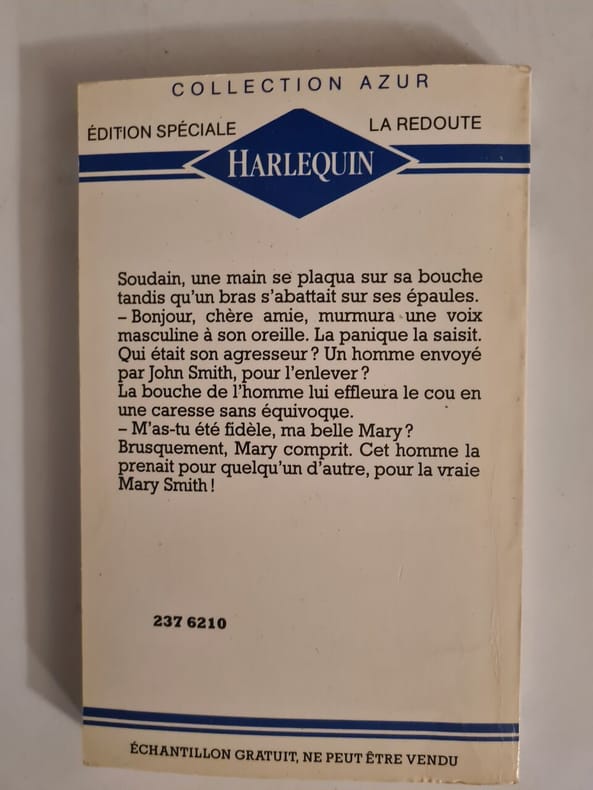 COLLECTION AZUR
ÉDITION SPÉCIALE
LA REDOUTE
HARLEQUIN
Soudain, une main se plaqua sur sa bouche
tandis qu'un bras s'abattait sur ses épaules.
– Bonjour, chère amie, murmura une voix
masculine à son oreille. La panique la saisit.
Qui était son agresseur ? Un homme envoyé
par John Smith, pour l'enlever ?
La bouche de l'homme lui effleura le cou en
une caresse sans équivoque.
– M'as-tu été fidèle, ma belle Mary ?
Brusquement, Mary comprit. Cet homme la
prenait pour quelqu'un d'autre, pour la vraie
Mary Smith !
237 6210
ÉCHANTILLON GRATUIT, NE PEUT ÊTRE VENDU